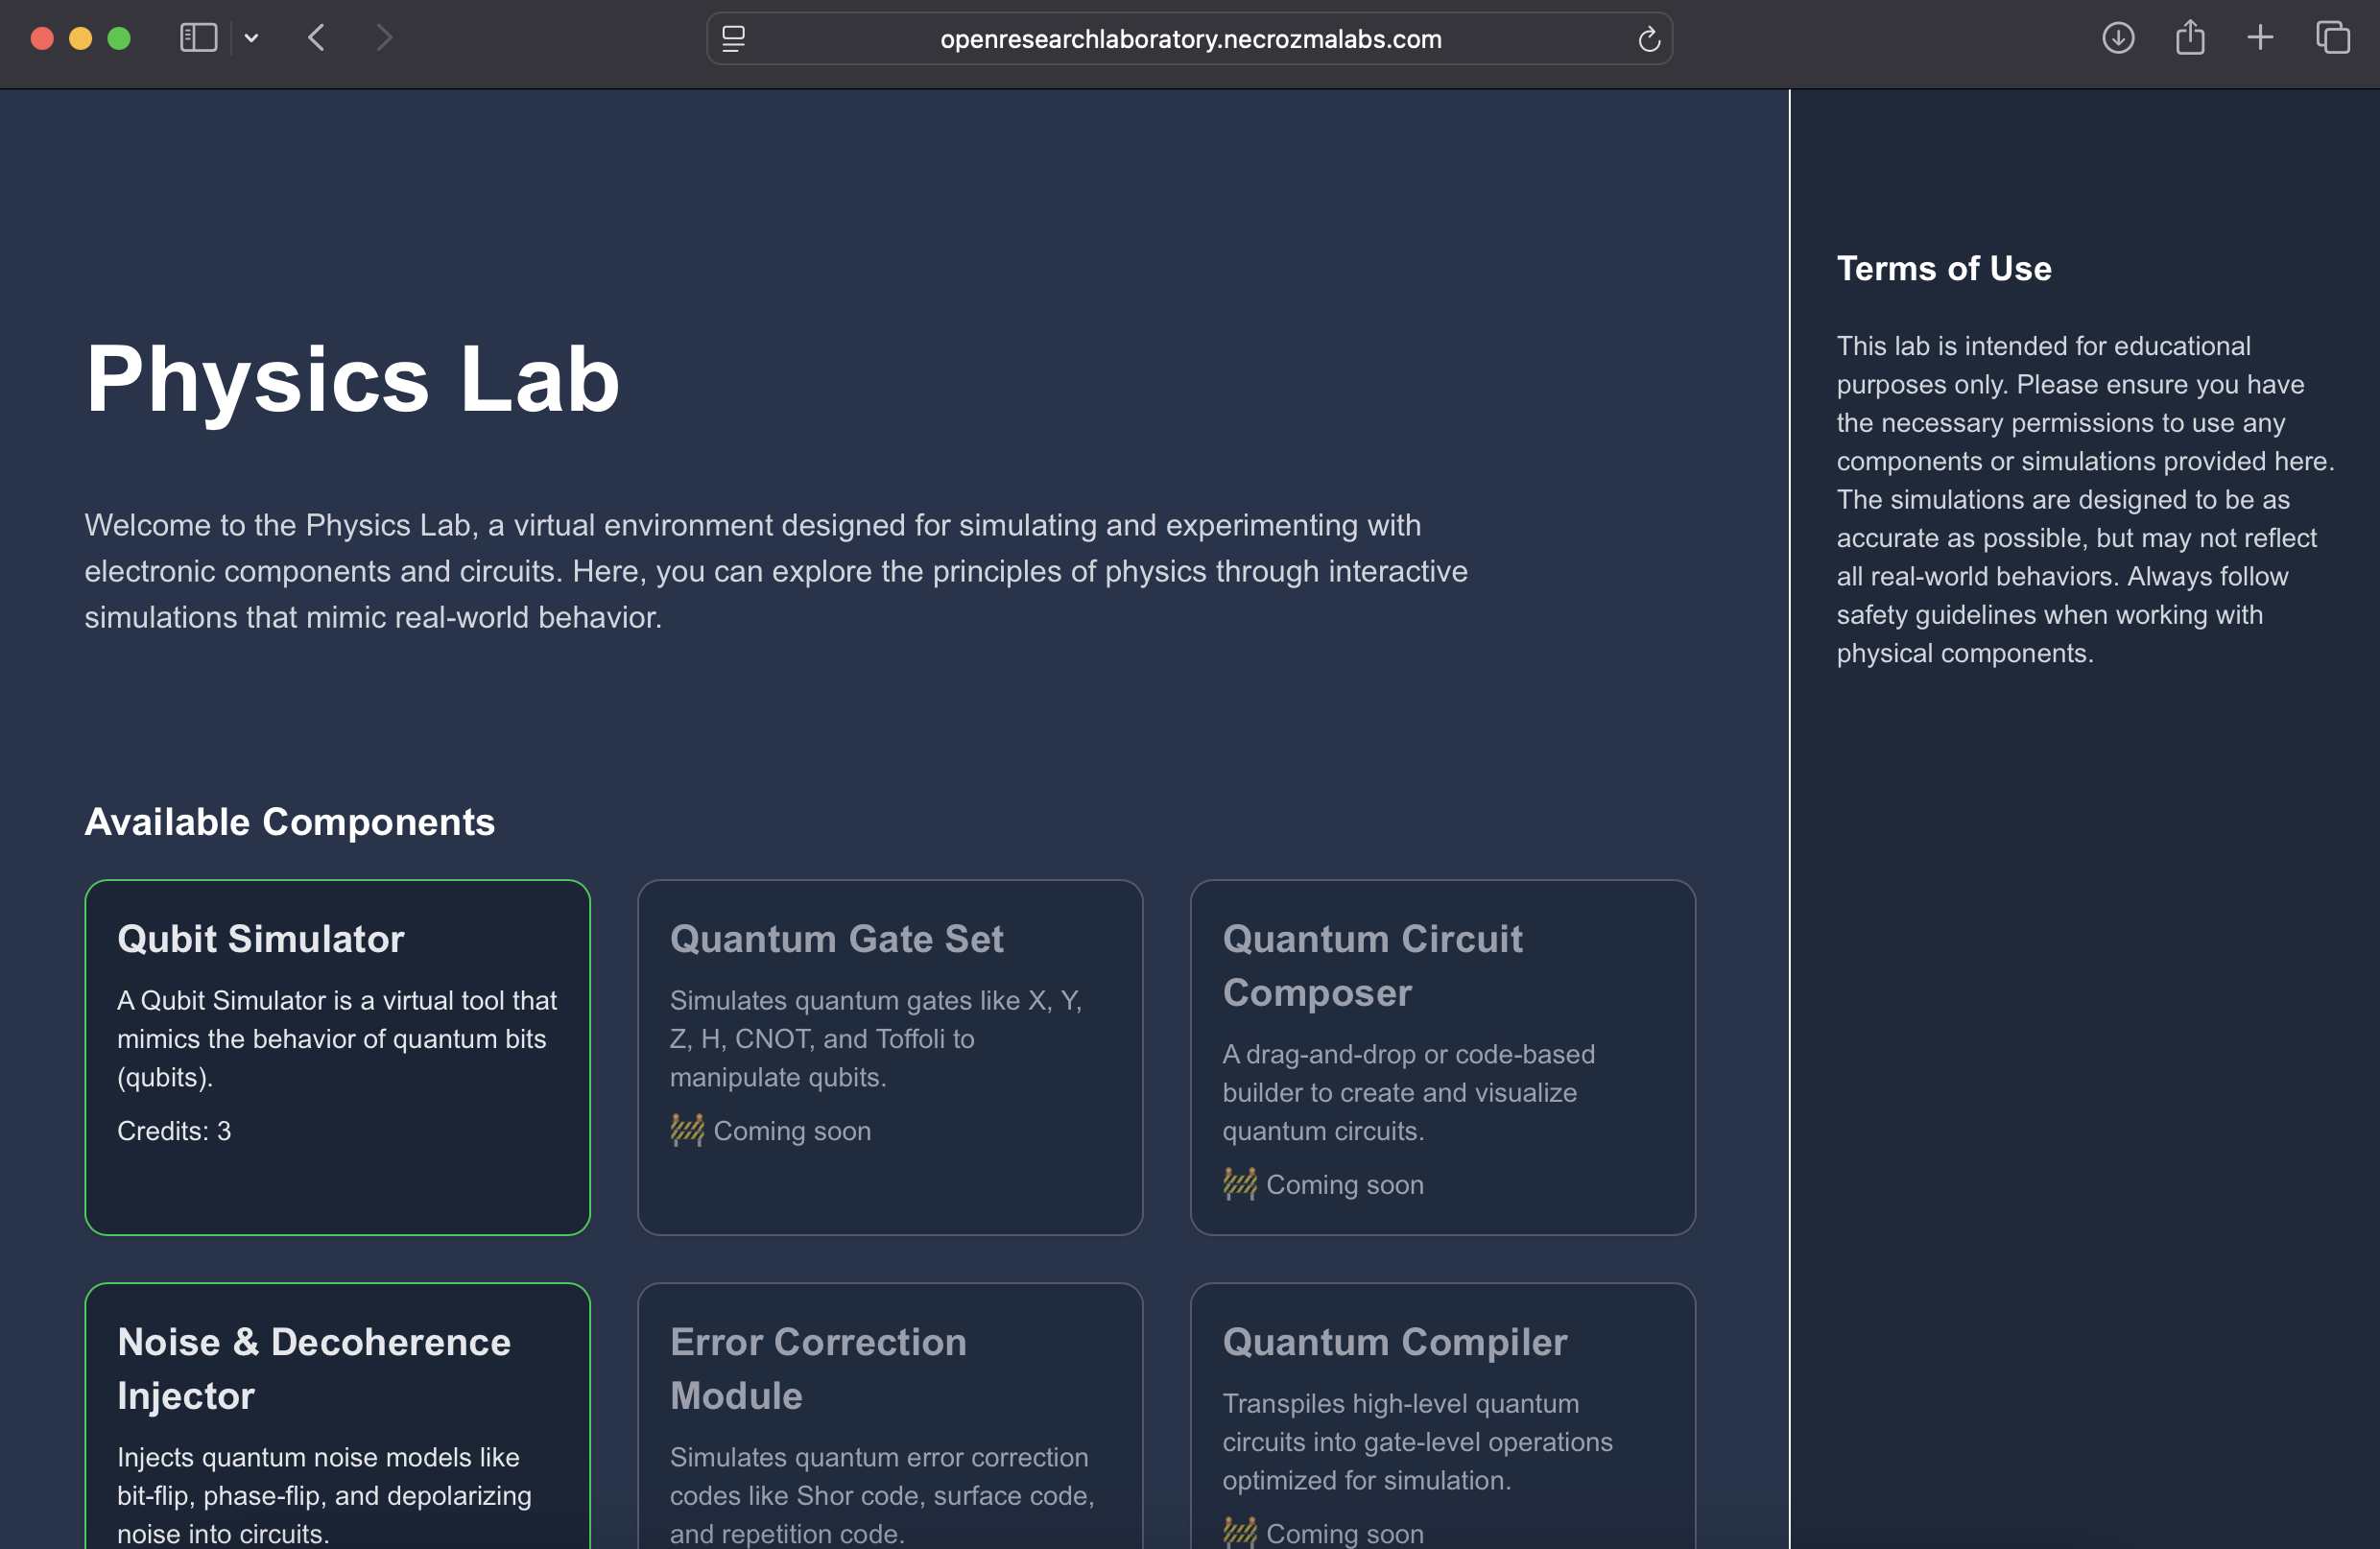 openresearchlaboratory.necrozmalabs.com
Physics Lab
Welcome to the Physics Lab, a virtual environment designed for simulating and experimenting with
electronic components and circuits. Here, you can explore the principles of physics through interactive
simulations that mimic real-world behavior.
Available Components
Qubit Simulator
A Qubit Simulator is a virtual tool that
mimics the behavior of quantum bits
(qubits).
Credits: 3
Quantum Gate Set
Simulates quantum gates like X, Y,
Z, H, CNOT, and Toffoli to
manipulate qubits.
🚧 Coming soon
Quantum Circuit
Composer
A drag-and-drop or code-based
builder to create and visualize
quantum circuits.
🚧 Coming soon
Noise & Decoherence
Injector
Injects quantum noise models like
bit-flip, phase-flip, and depolarizing
noise into circuits.
Error Correction
Module
Simulates quantum error correction
codes like Shor code, surface code,
and repetition code.
Quantum Compiler
Transpiles high-level quantum
circuits into gate-level operations
optimized for simulation.
🚧 Coming soon
Terms of Use
This lab is intended for educational
purposes only. Please ensure you have
the necessary permissions to use any
components or simulations provided here.
The simulations are designed to be as
accurate as possible, but may not reflect
all real-world behaviors. Always follow
safety guidelines when working with
physical components.